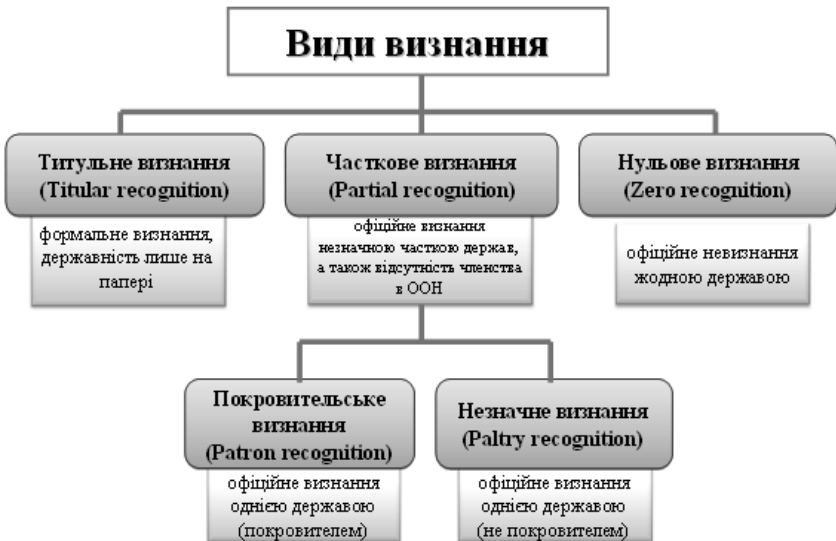 Види визнання
Титульне визнання
(Titular recognition)
формальне визнання,
державність лише на
папері
Часткове визнання
(Partial recognition)
офіційне визнання
незначною часткою держав,
а також відсутність членства
в ООН
Нульове визнання
(Zero recognition)
офіційне невизнання
жодною державою
Покровительське
визнання
(Patron recognition)
офіційне визнання
однією державою
(покровителем)
Незначне визнання
(Paltry recognition)
офіційне визнання
однією державою
(не покровителем)